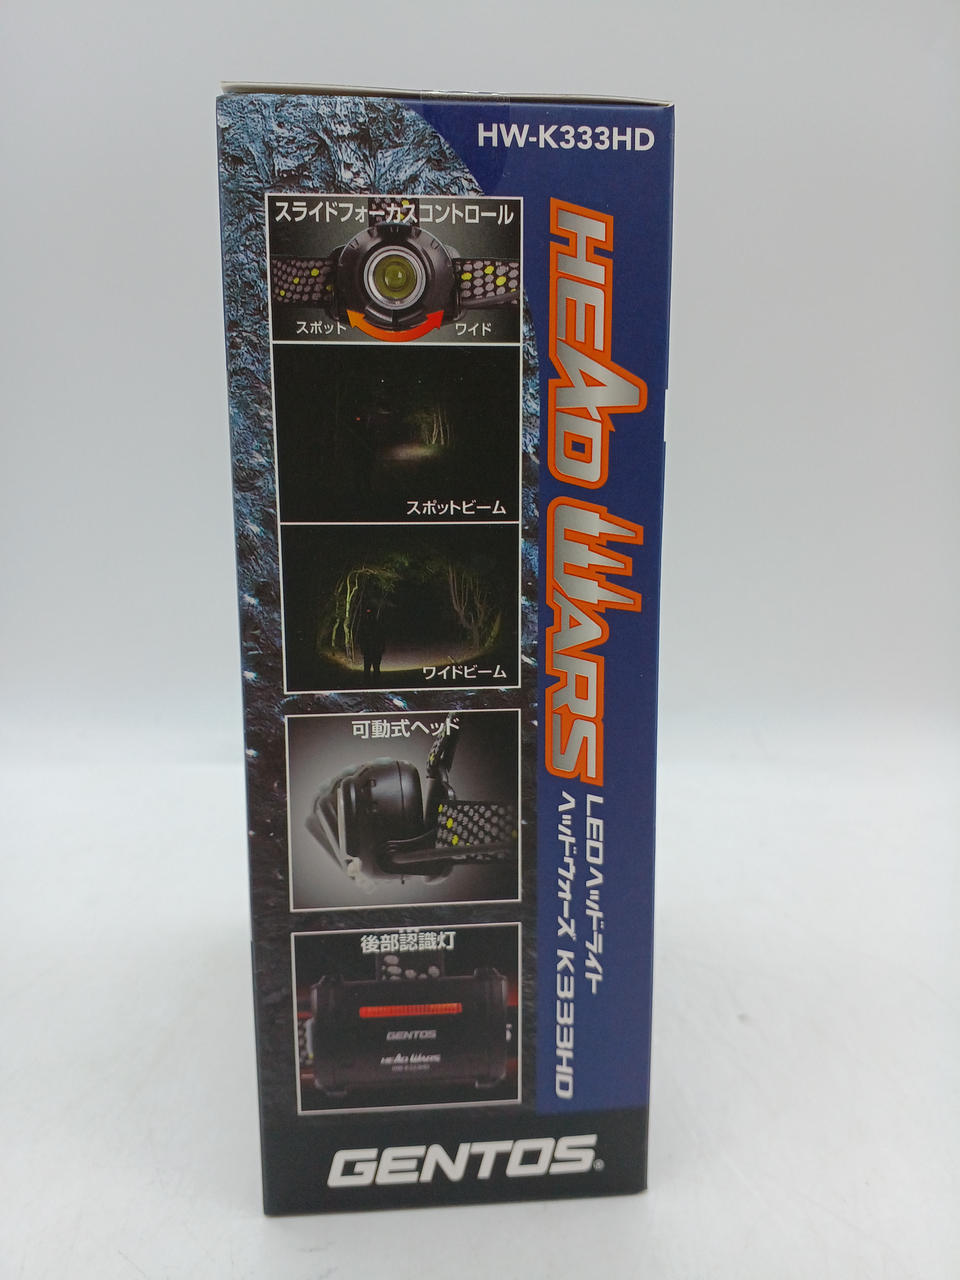 HW-K333HD
スライドフォーカスコントロール
スポット
ワイド
スポットビーム
ワイドビーム
可動式ヘッド
後部認識灯
GENTOS
HEAD WARS
HEAD WARS
LEDヘッドライト
ヘッドウォーズ K333HD
GENTOS®